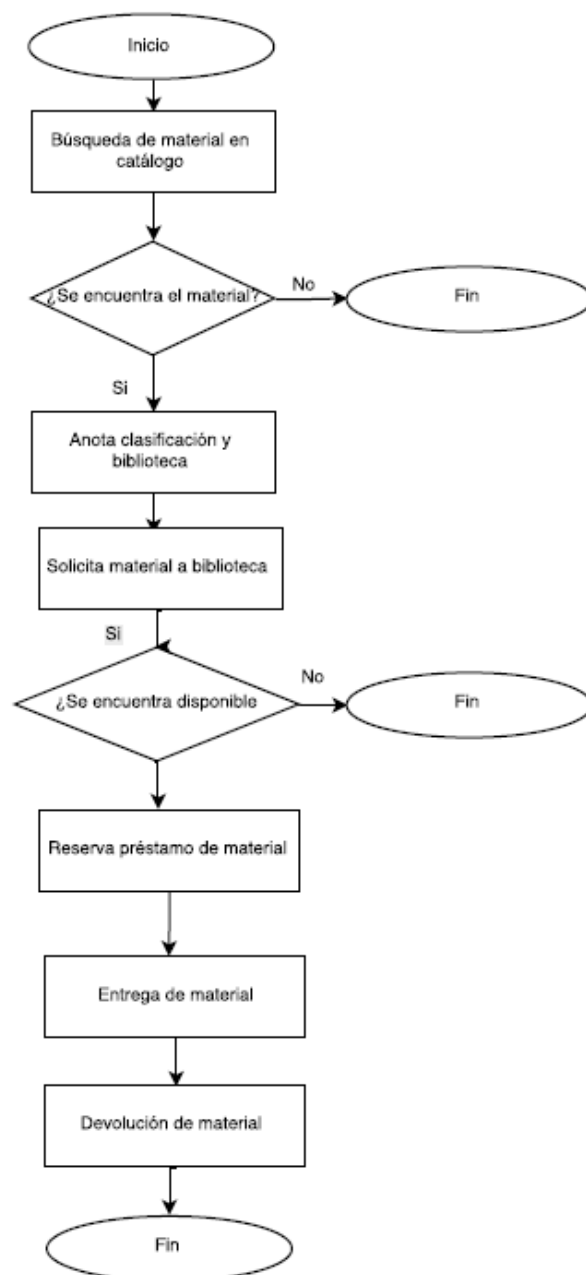 Inicio
Búsqueda de material en
catálogo
¿Se encuentra el material?
No
Fin
Si
Anota clasificación y
biblioteca
Solicita material a biblioteca
Si
¿Se encuentra disponible
No
Fin
Reserva préstamo de material
Entrega de material
Devolución de material
Fin